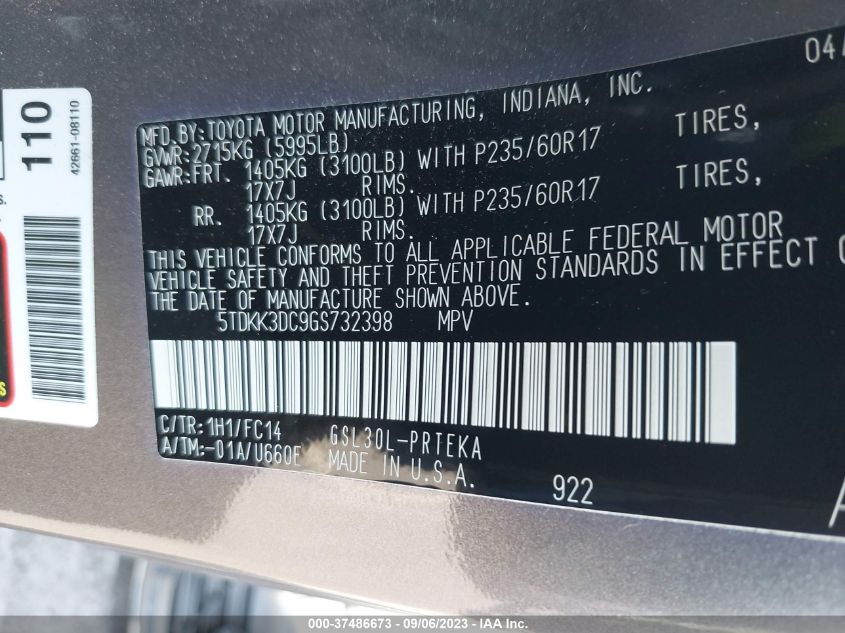 110
42661-08110
s.
s
04/
MFD.BY:TOYOTA MOTOR MANUFACTURING, INDIANA, INC.
GVWR:2715KG (5995LB)
GAWR:FRT. 1405KG (3100LB) WITH P235/60R17 TIRES,
17X7J RIMS.
RR. 1405KG (3100LB) WITH P235/60R17 TIRES,
17X7J RIMS.
THIS VEHICLE CONFORMS TO ALL APPLICABLE FEDERAL MOTOR
VEHICLE SAFETY AND THEFT PREVENTION STANDARDS IN EFFECT O
THE DATE OF MANUFACTURE SHOWN ABOVE.
5TDKK3DC9GS732398 MPV
C/TR:1H1/FC14 GSL30L-PRTEKA
A/TM:-01A/U660E MADE IN U.S.A.
922
A
000-37486673 - 09/06/2023 - IAA Inc.